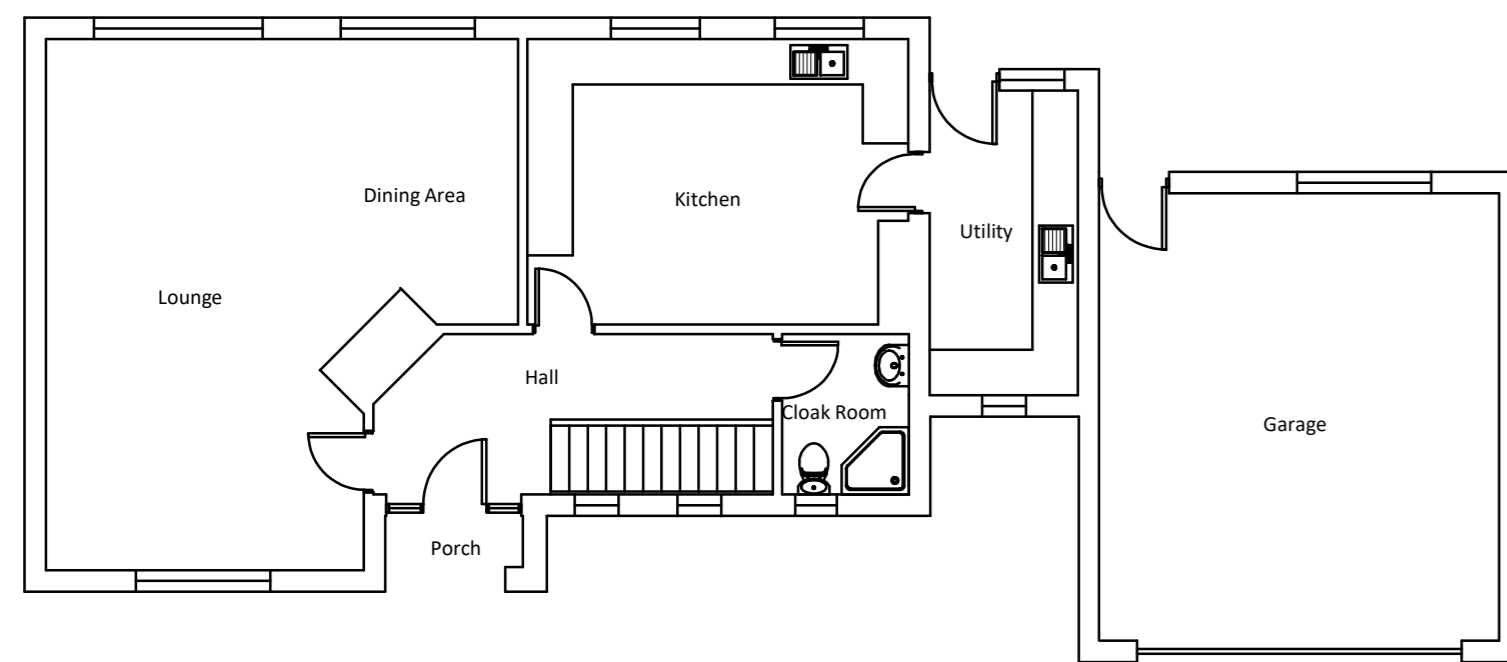 Dining Area
Kitchen
Utility
Lounge
Hall
Cloak Room
Garage
Porch